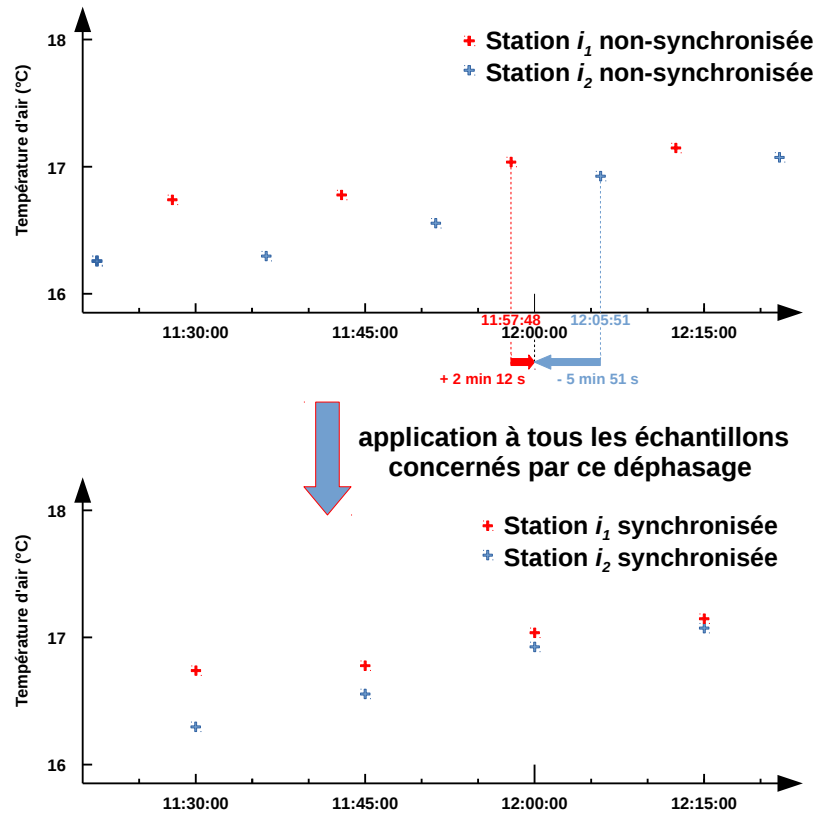 18
Station i1 non-synchronisée
Station i2 non-synchronisée
Température d'air (°C)
17
16
11:57:48
12:05:51
11:30:00
11:45:00
12:00:00
12:15:00
+ 2 min 12 s
- 5 min 51 s
application à tous les échantillons
concernés par ce déphasage
18
Station i1 synchronisée
Station i2 synchronisée
Température d'air (°C)
17
16
11:30:00
11:45:00
12:00:00
12:15:00